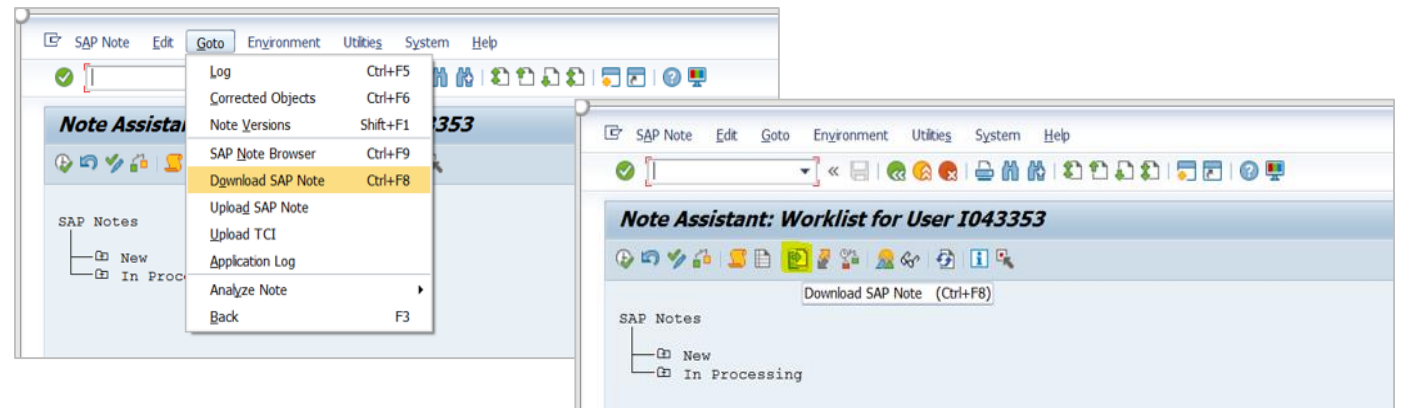 SAP Note Edit Goto Environment Utilities System Help
Log Ctrl+F5
Corrected Objects Ctrl+F6
Note Versions Shift+F1
SAP Note Browser Ctrl+F9
Download SAP Note Ctrl+F8
Upload SAP Note
Upload TCI
Application Log
Analyze Note
Back F3
Note Assista 353
SAP Notes
New
In Proc
SAP Note Edit Goto Environment Utilities System Help
Note Assistant: Worklist for User I043353
Download SAP Note (Ctrl+F8)
SAP Notes
New
In Processing